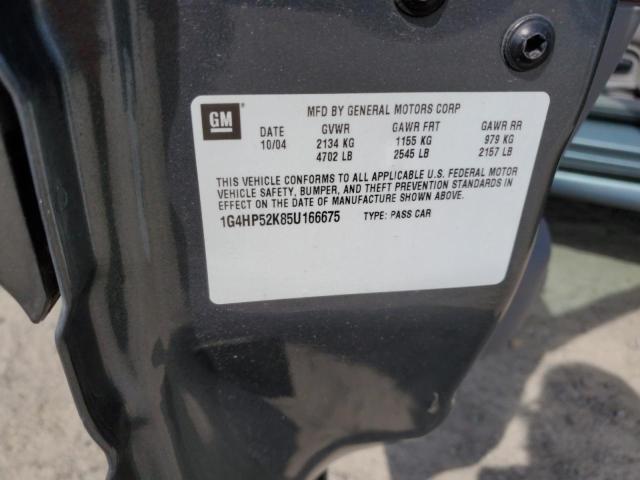 GM
MFD BY GENERAL MOTORS CORP
DATE GVWR GAWR FRT GAWR RR
10/04 2134 KG 1155 KG 979 KG
4702 LB 2545 LB 2157 LB
THIS VEHICLE CONFORMS TO ALL APPLICABLE U.S. FEDERAL MOTOR
VEHICLE SAFETY, BUMPER, AND THEFT PREVENTION STANDARDS IN
EFFECT ON THE DATE OF MANUFACTURE SHOWN ABOVE.
1G4HP52K85U166675 TYPE: PASS CAR